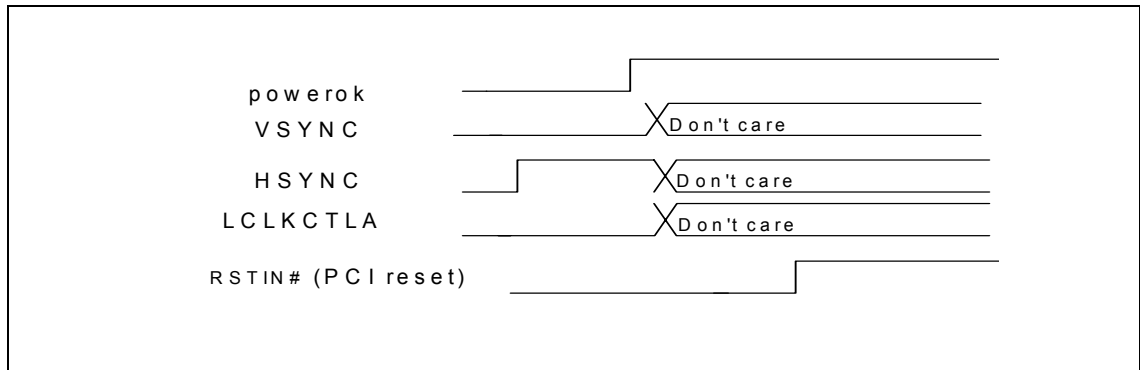 powerok
VSYNC
Don't care
HSYNC
Don't care
LCLKCTLA
Don't care
RSTIN# (PCI reset)